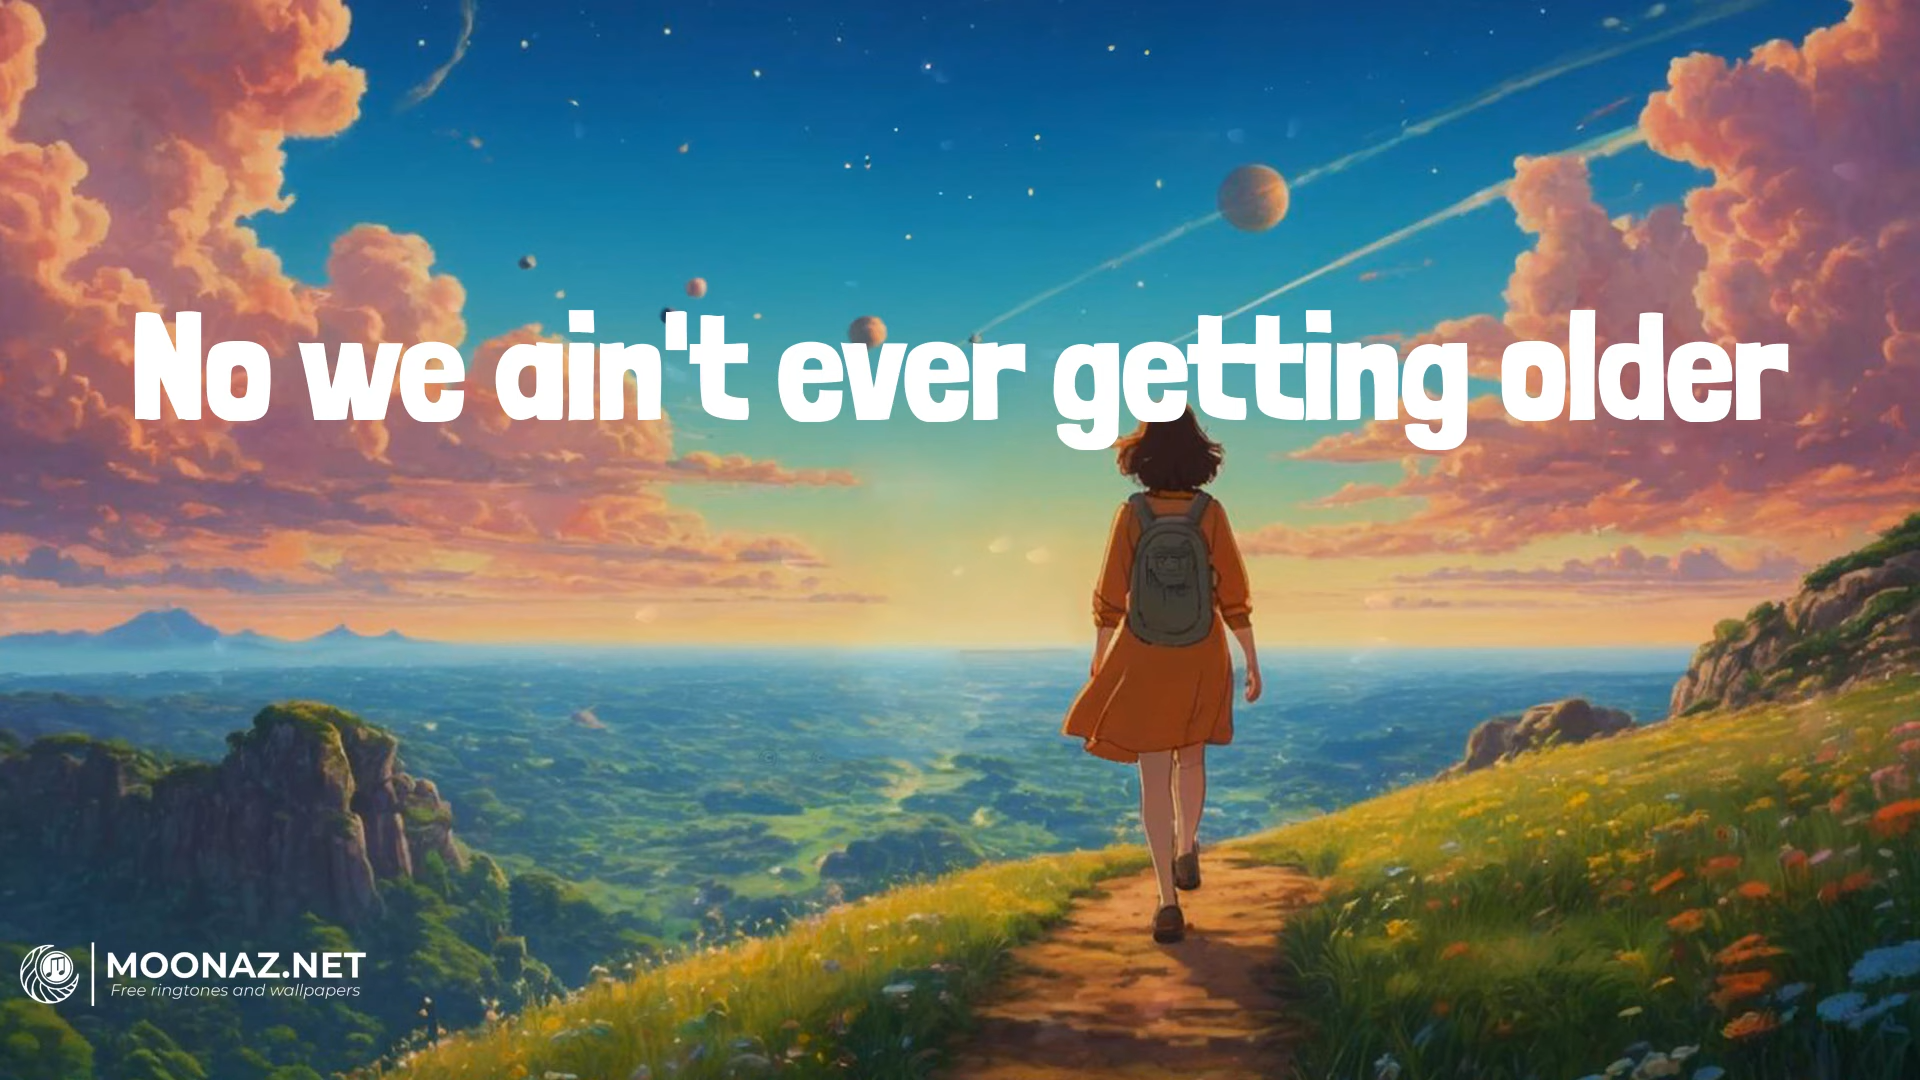 No we ain't ever getting older
MOONAZ.NET
Free ringtones and wallpapers